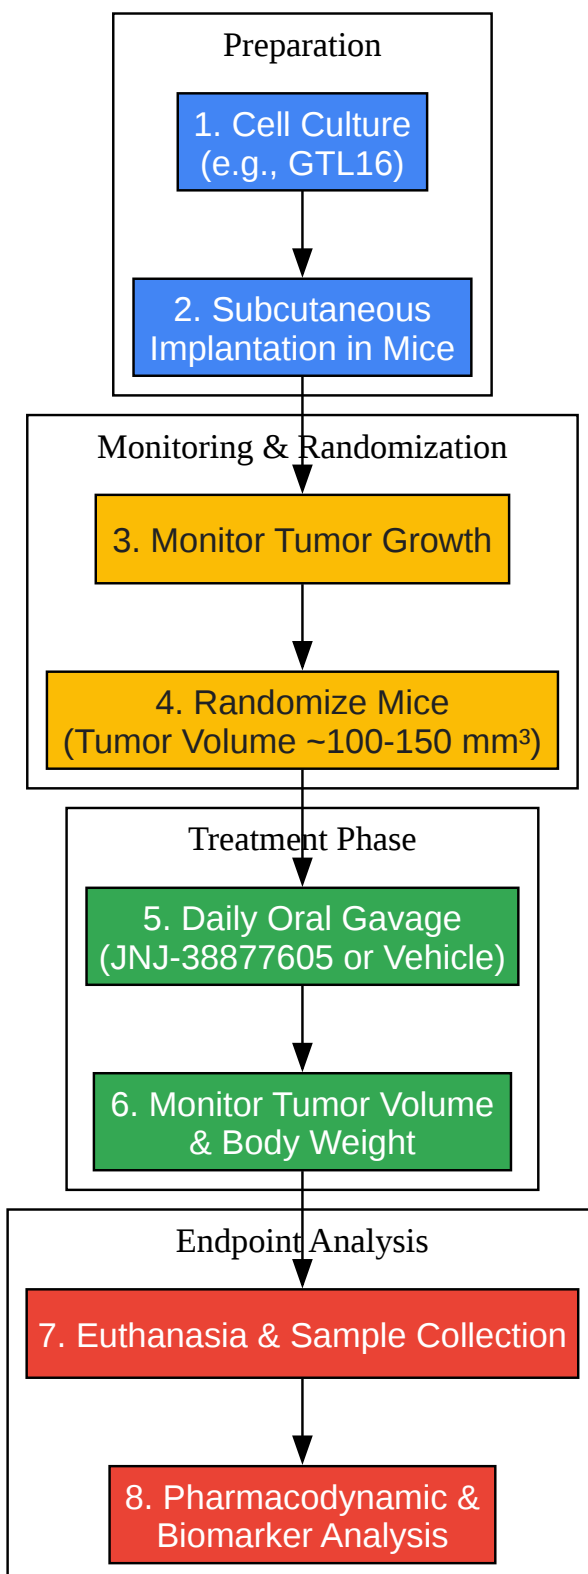 Preparation
1. Cell Culture
(e.g., GTL16)
2. Subcutaneous
Implantation in Mice
Monitoring & Randomization
3. Monitor Tumor Growth
4. Randomize Mice
(Tumor Volume ~100-150 mm³)
Treatment Phase
5. Daily Oral Gavage
(JNJ-38877605 or Vehicle)
6. Monitor Tumor Volume
& Body Weight
Endpoint Analysis
7. Euthanasia & Sample Collection
8. Pharmacodynamic &
Biomarker Analysis